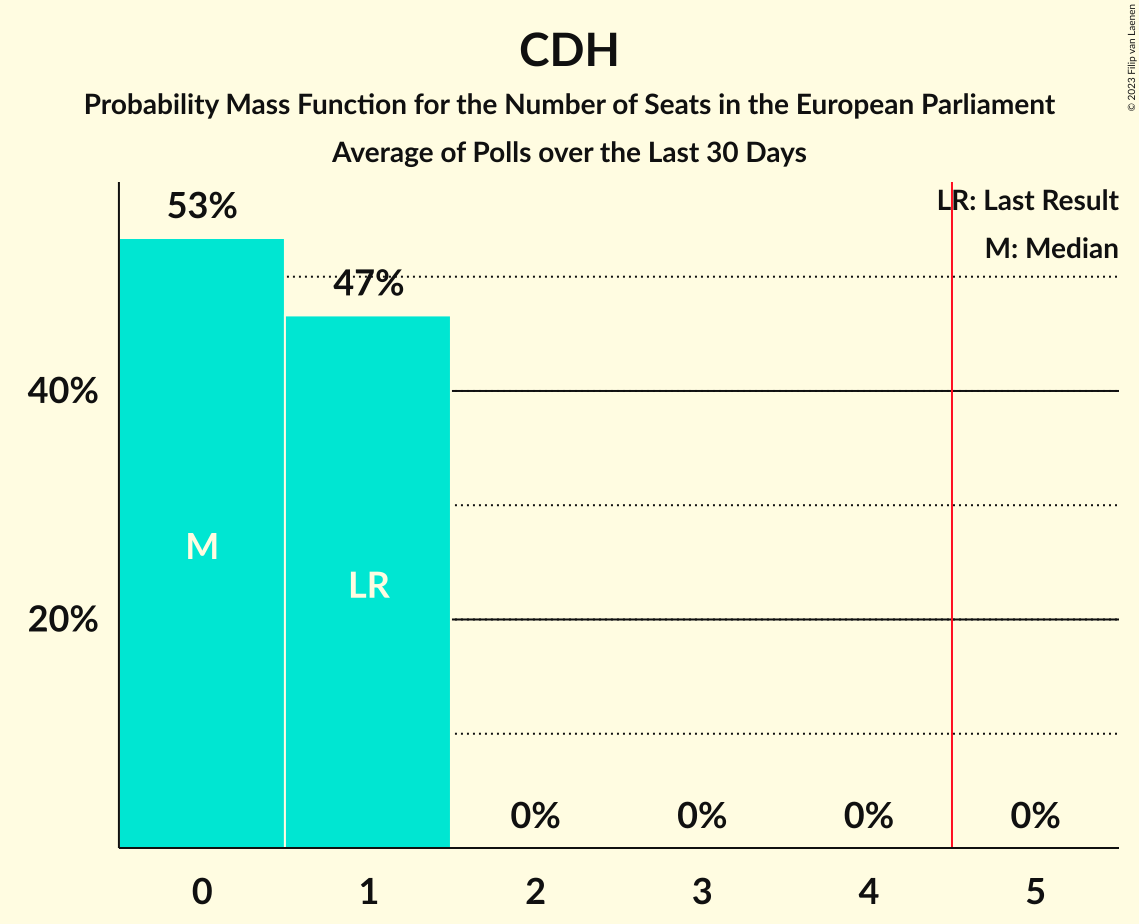 CDH
Probability Mass Function for the Number of Seats in the European Parliament
Average of Polls over the Last 30 Days
© 2023 Filip van Laenen
LR: Last Result
M: Median
53%
47%
40%
20%
M
LR
0%
0%
0%
0%
0
1
2
3
4
5